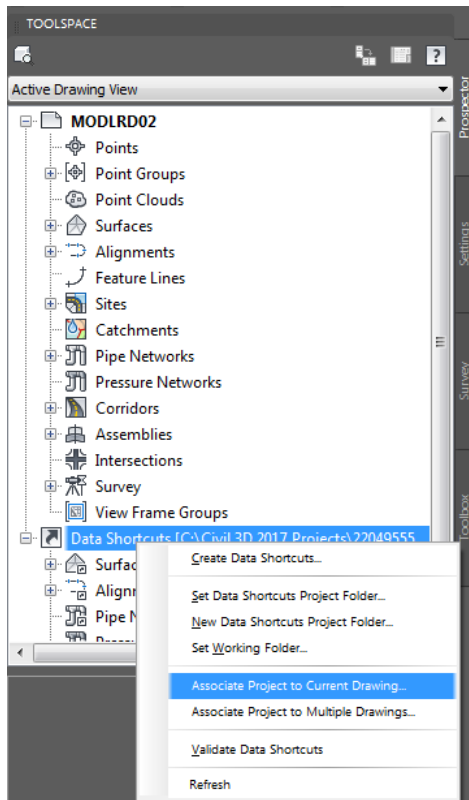 TOOLSPACE
?
Active Drawing View
MODLRD02
Points
Point Groups
Point Clouds
Surfaces
Alignments
Feature Lines
Sites
Catchments
Pipe Networks
Pressure Networks
Corridors
Assemblies
Intersections
Survey
View Frame Groups
Data Shortcuts [C:\Civil 3D 2017 Projects\22049555
Surfac
Alignr
Pipe N
Create Data Shortcuts...
Set Data Shortcuts Project Folder...
New Data Shortcuts Project Folder...
Set Working Folder...
Associate Project to Current Drawing...
Associate Project to Multiple Drawings...
Validate Data Shortcuts
Refresh
Prospector
Settings
Survey
Toolbox